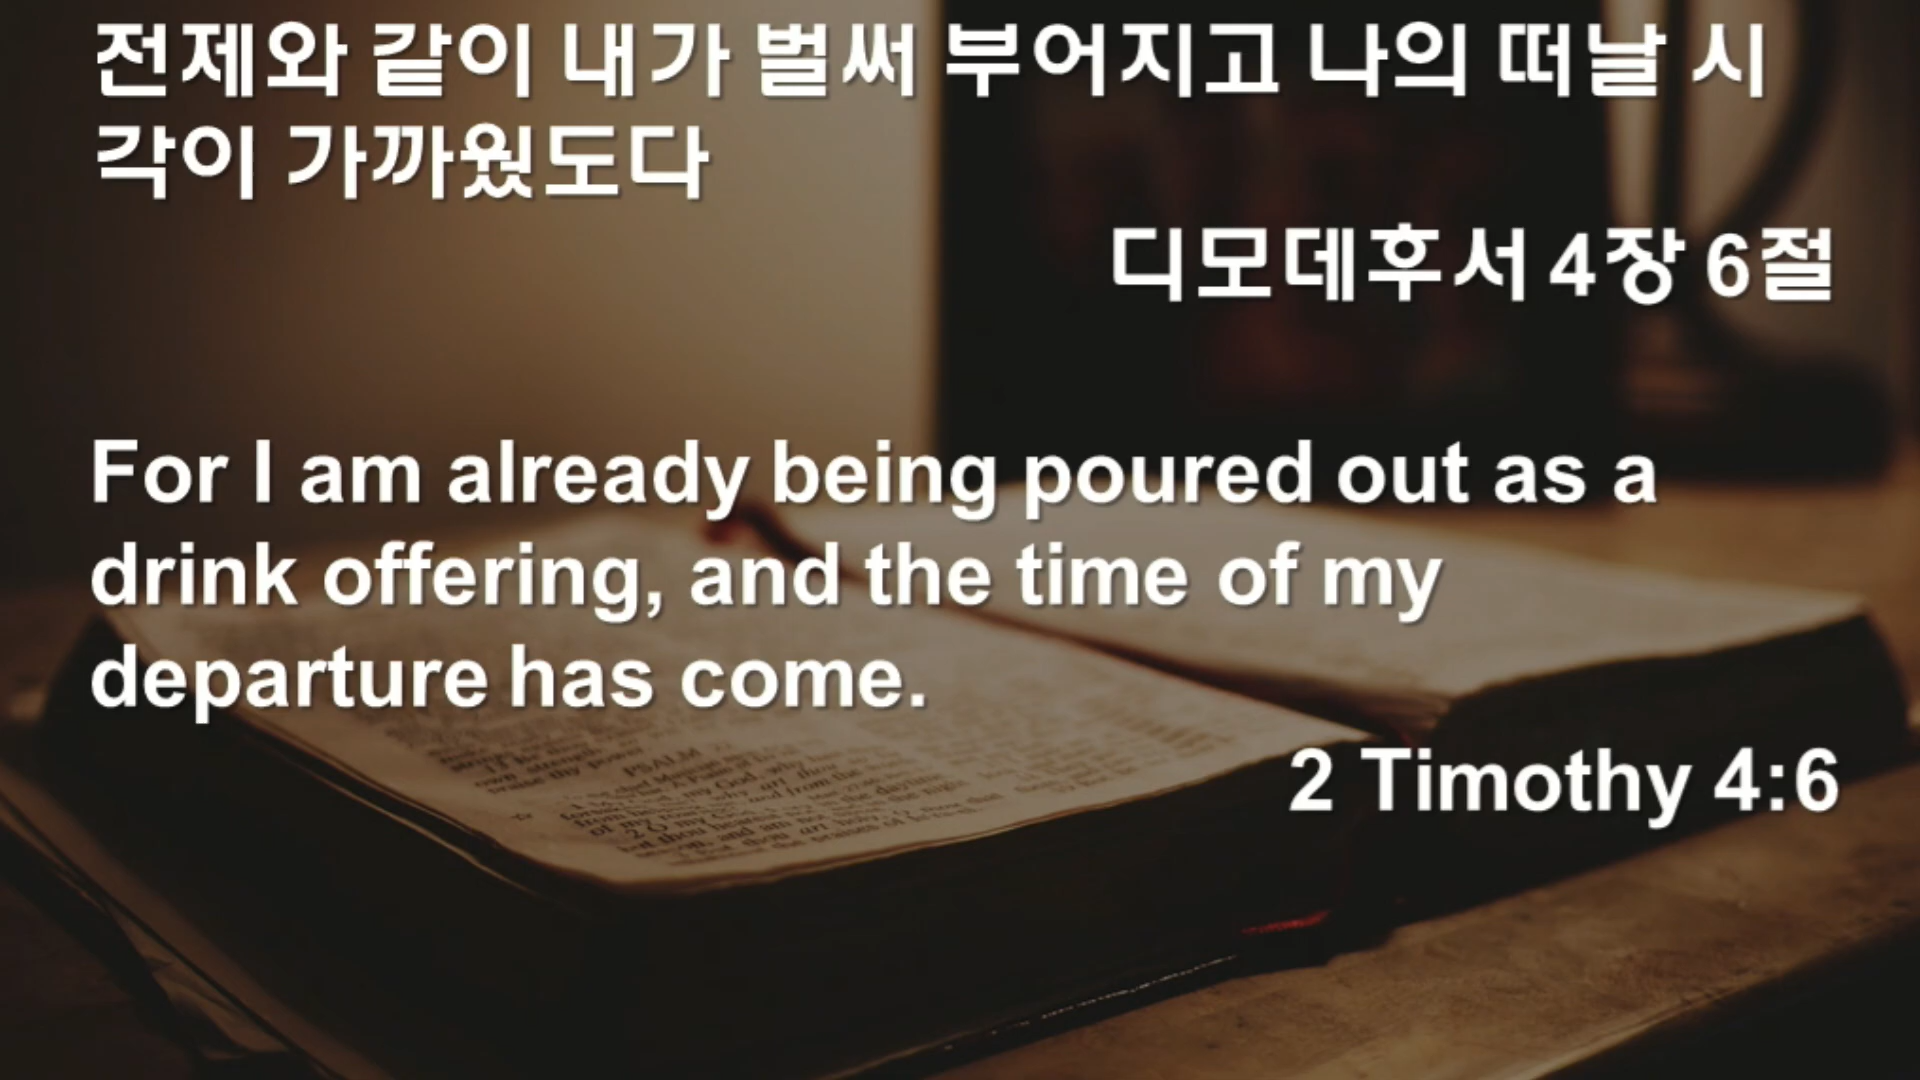 전제와 같이 내가 벌써 부어지고 나의 떠날 시
각이 가까웠도다
디모데후서 4장 6절
For I am already being poured out as a
drink offering, and the time of my
departure has come.
2 Timothy 4:6
PSALM